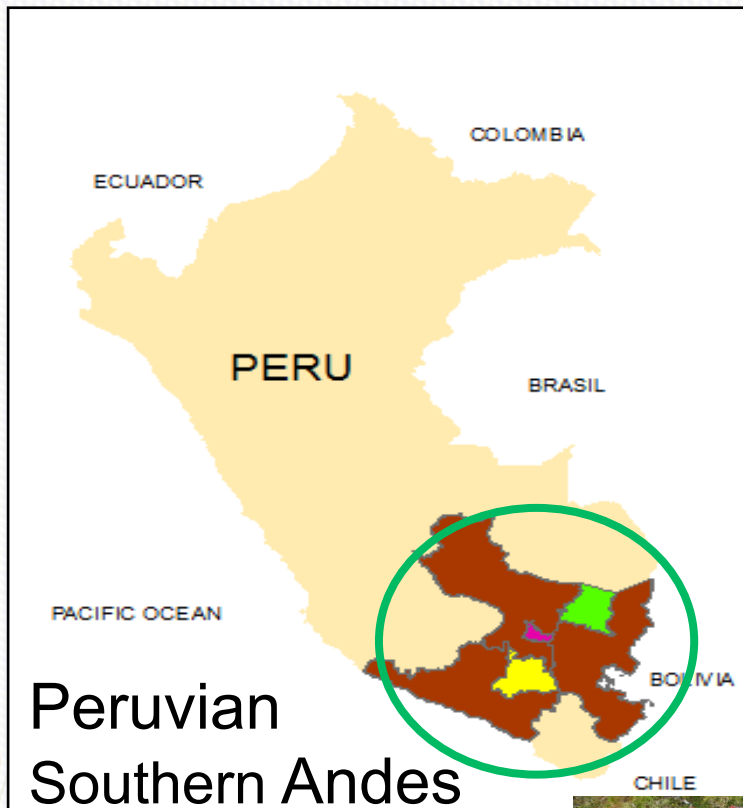 COLOMBIA
ECUADOR
PERU
BRASIL
PACIFIC OCEAN
BOLIVIA
Peruvian
Southern Andes
CHILE